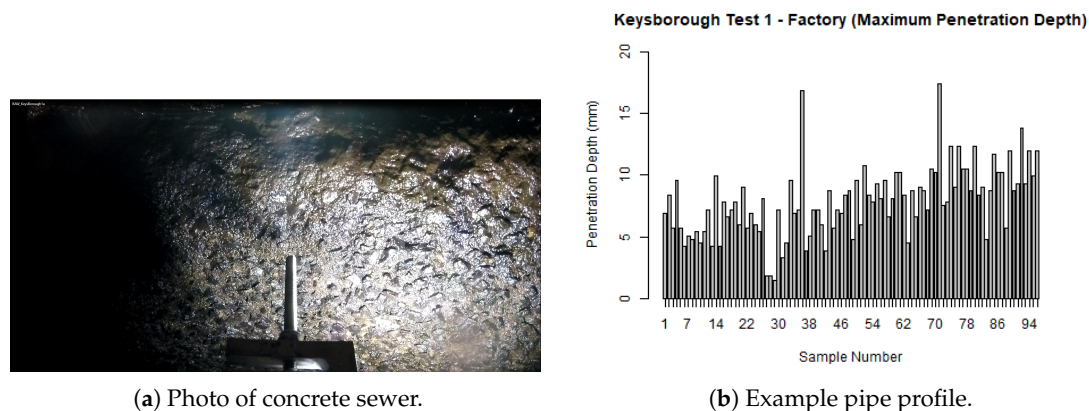 Keysborough Test 1 - Factory (Maximum Penetration Depth)
20
15
10
5
0
Penetration Depth (mm)
1 7 14 22 30 38 46 54 62 70 78 86 94
Sample Number
(a) Photo of concrete sewer.
(b) Example pipe profile.